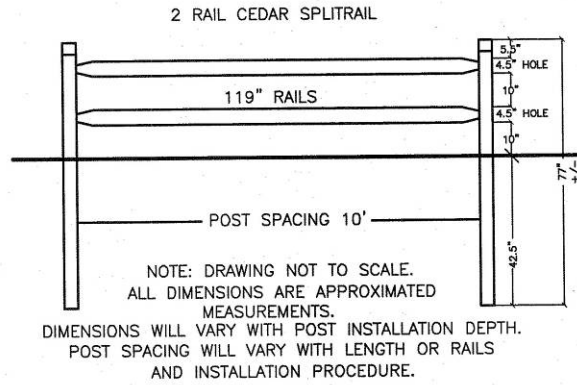 2 RAIL CEDAR SPLITRAIL
5.5"
4.5" HOLE
119" RAILS
10"
4.5" HOLE
10"
77"
+/-
POST SPACING 10'
42.5"
NOTE: DRAWING NOT TO SCALE.
ALL DIMENSIONS ARE APPROXIMATED
MEASUREMENTS.
DIMENSIONS WILL VARY WITH POST INSTALLATION DEPTH.
POST SPACING WILL VARY WITH LENGTH OR RAILS
AND INSTALLATION PROCEDURE.